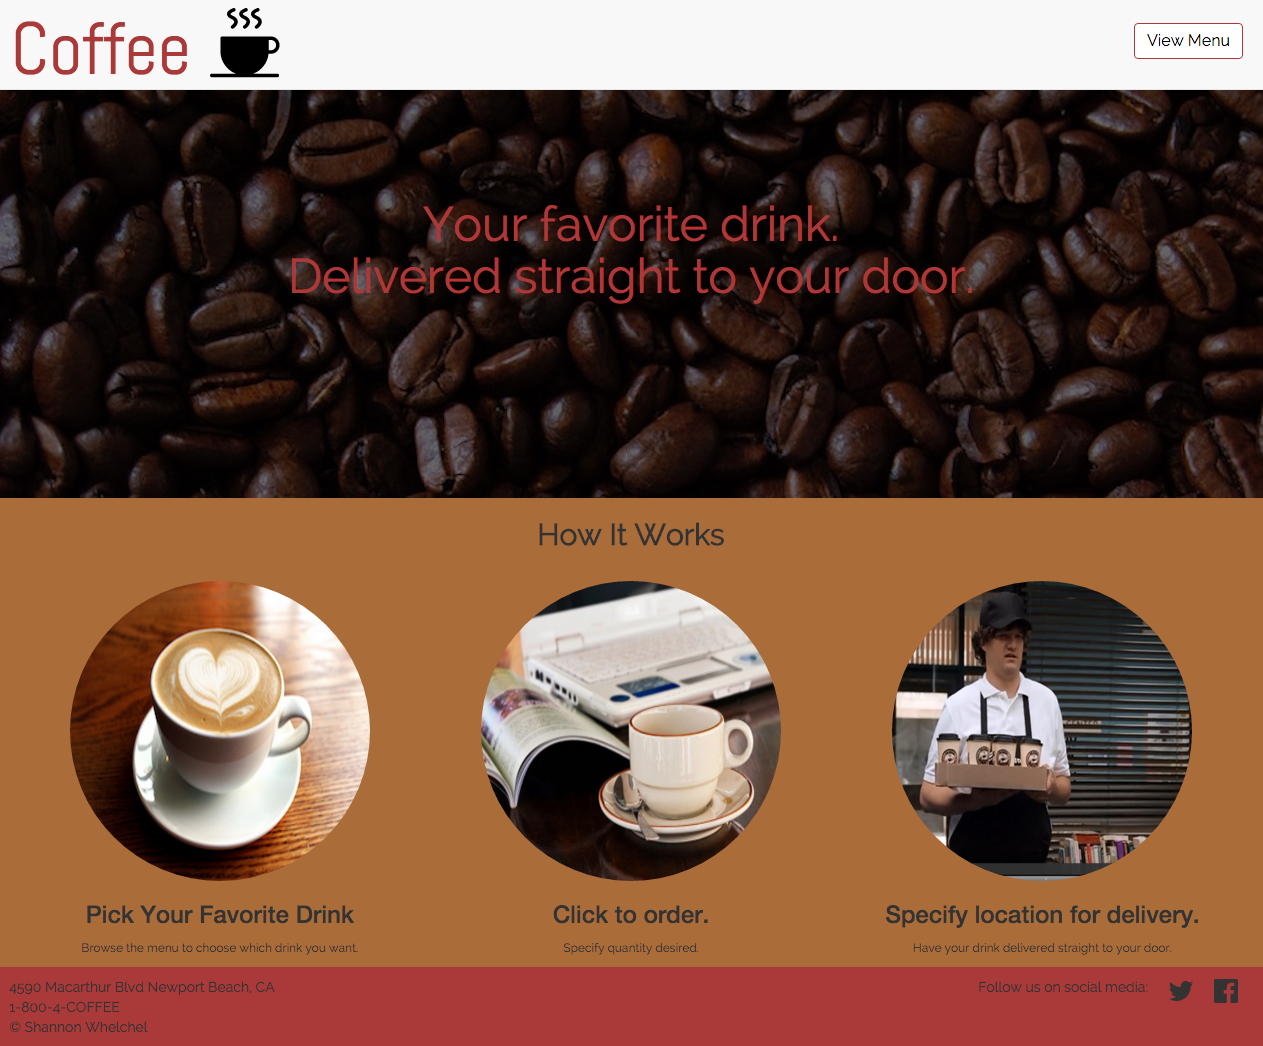 Coffee
View Menu
Your favorite drink.
Delivered straight to your door.
How It Works
Pick Your Favorite Drink
Browse the menu to choose which drink you want.
Click to order.
Specify quantity desired.
Specify location for delivery.
Have your drink delivered straight to your door.
4590 Macarthur Blvd Newport Beach, CA
1-800-4-COFFEE
© Shannon Whelchel
Follow us on social media: